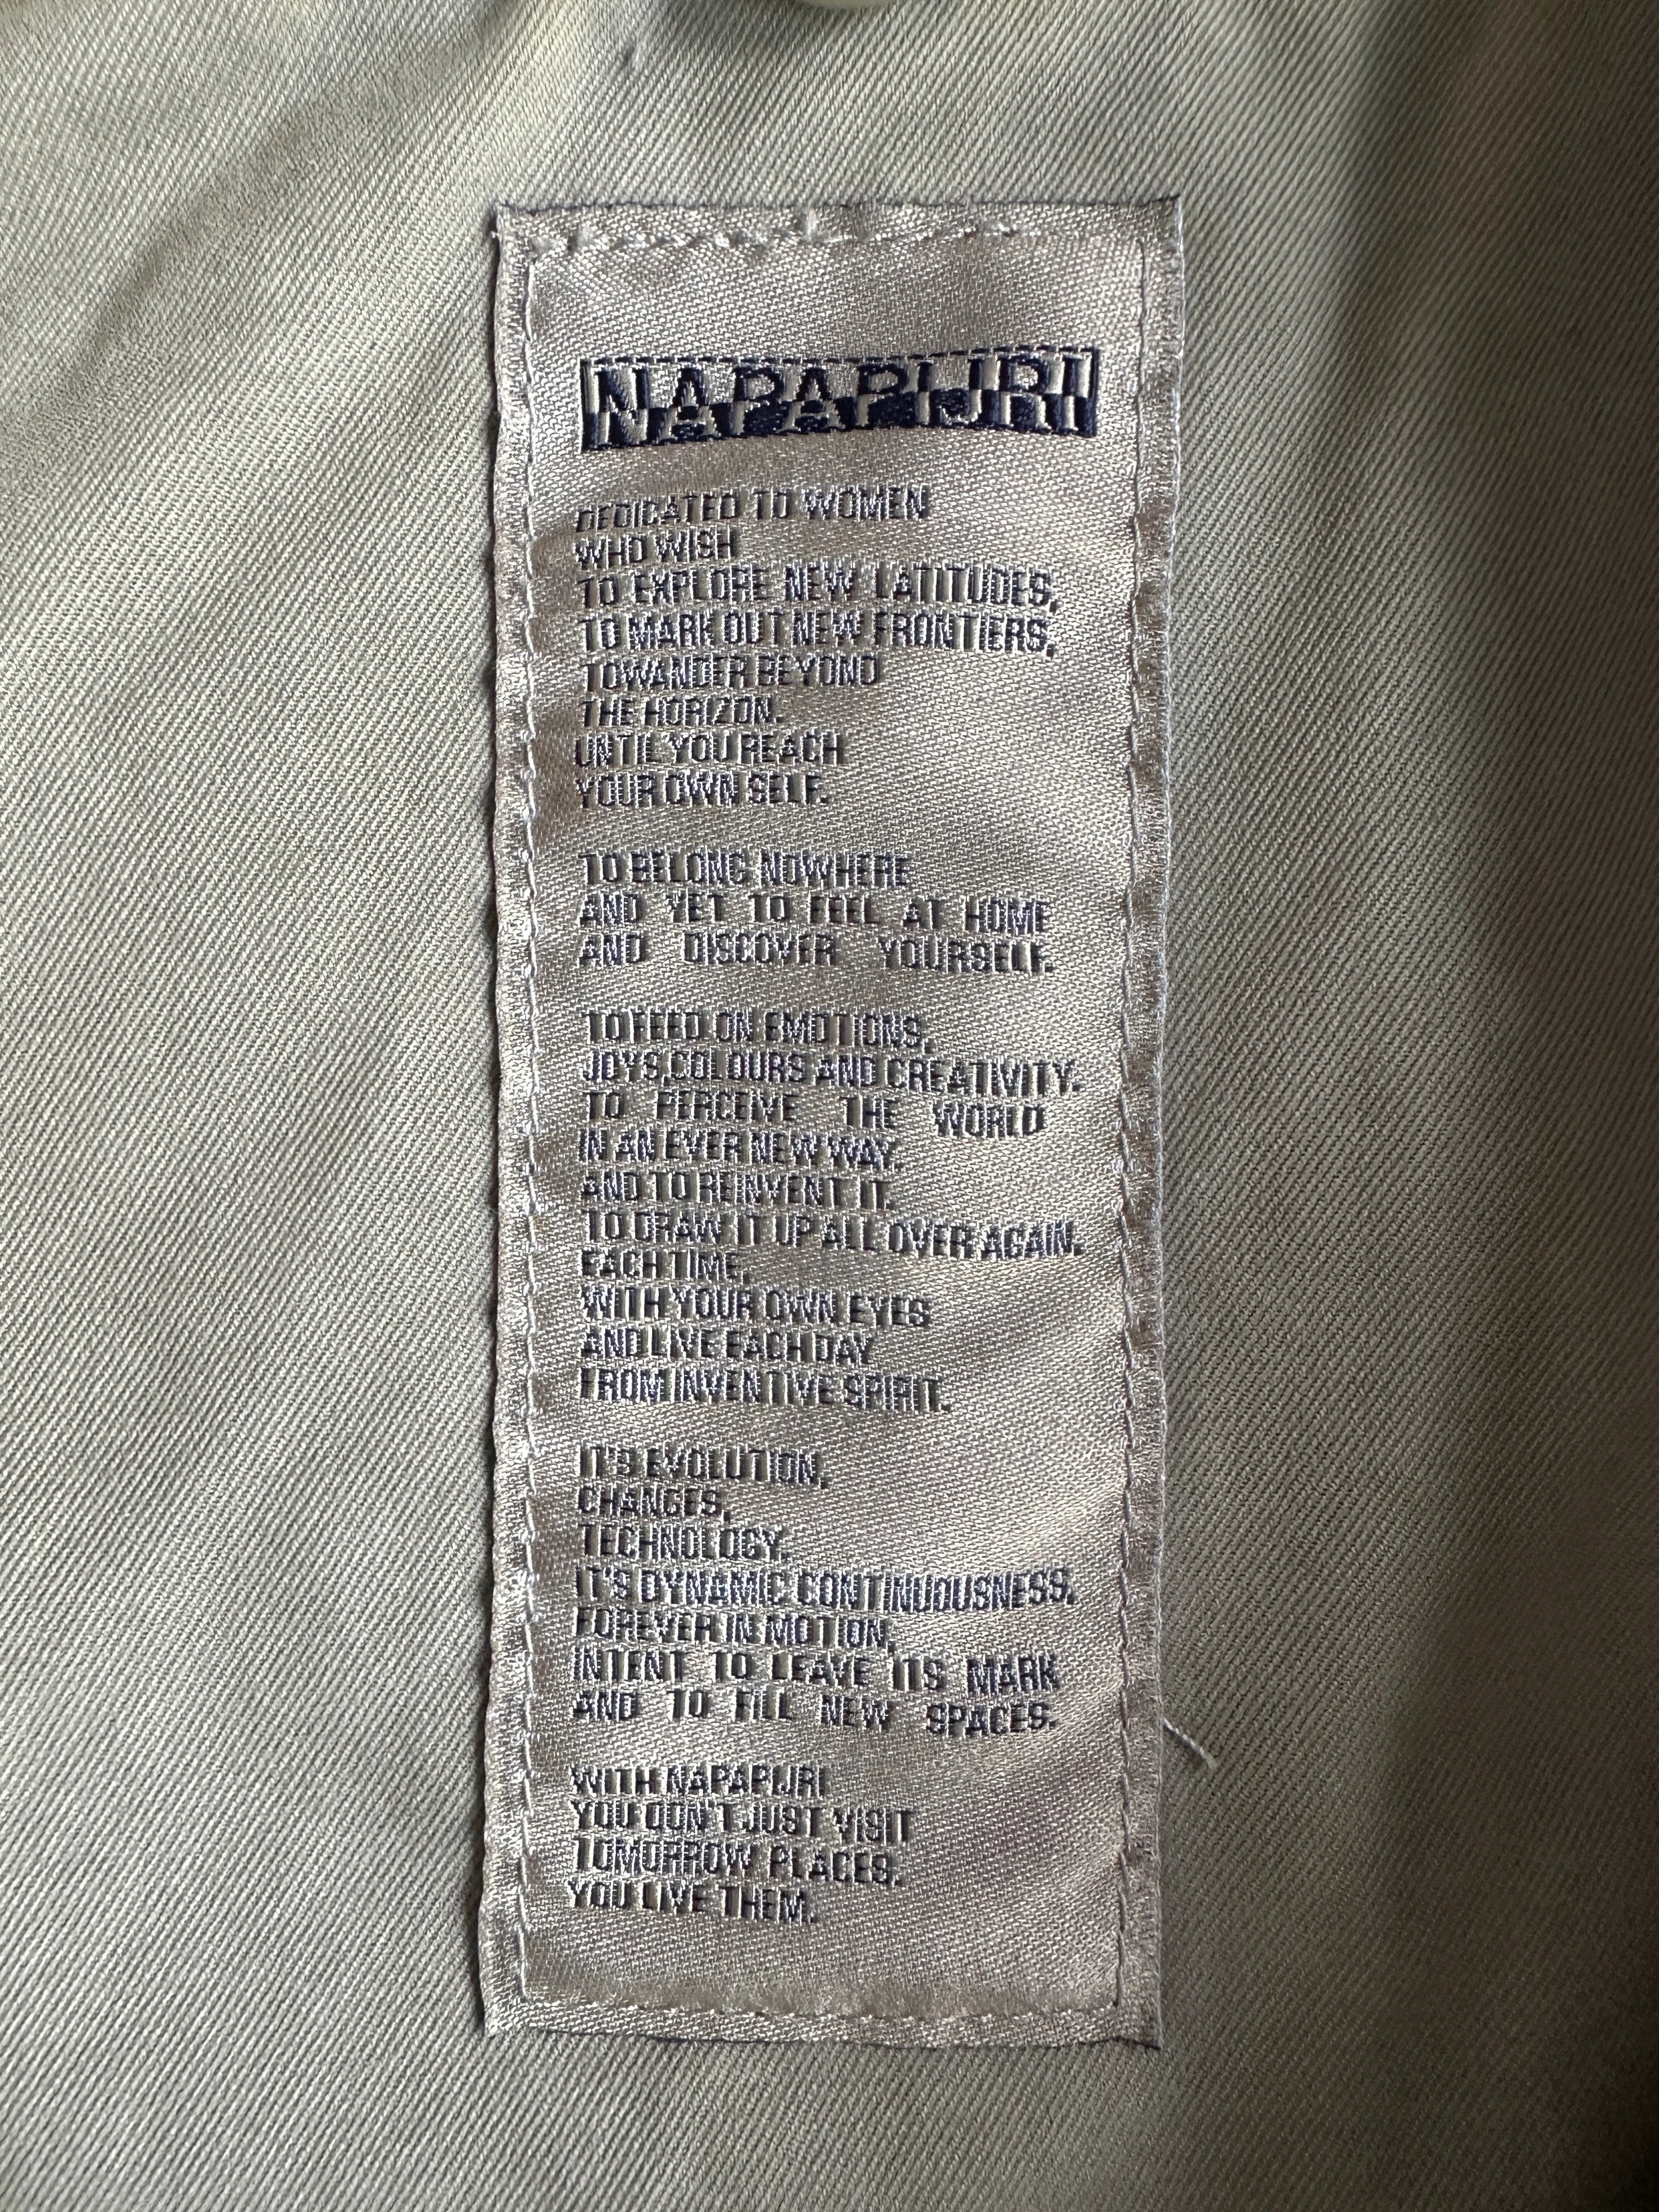 NAPAPIJRI
DEDICATED TO WOMEN
WHO WISH
TO EXPLORE NEW LATITUDES,
TO MARK OUT NEW FRONTIERS,
TO WANDER BEYOND
THE HORIZON.
UNTIL YOU REACH
YOUR OWN SELF.
TO BELONG NOWHERE
AND YET TO FEEL AT HOME
AND DISCOVER YOURSELF.
TO FEED ON EMOTIONS,
JOYS,COLOURS AND CREATIVITY.
TO PERCEIVE THE WORLD
IN AN EVER NEW WAY.
AND TO REINVENT IT.
TO DRAW IT UP ALL OVER AGAIN.
EACH TIME,
WITH YOUR OWN EYES
AND LIVE EACH DAY
FROM INVENTIVE SPIRIT.
IT'S EVOLUTION,
CHANGES,
TECHNOLOGY.
IT'S DYNAMIC CONTINUOUSNESS,
FOREVER IN MOTION,
INTENT TO LEAVE ITS MARK
AND TO FILL NEW SPACES.
WITH NAPAPIJRI
YOU DON'T JUST VISIT
TOMORROW PLACES.
YOU LIVE THEM.